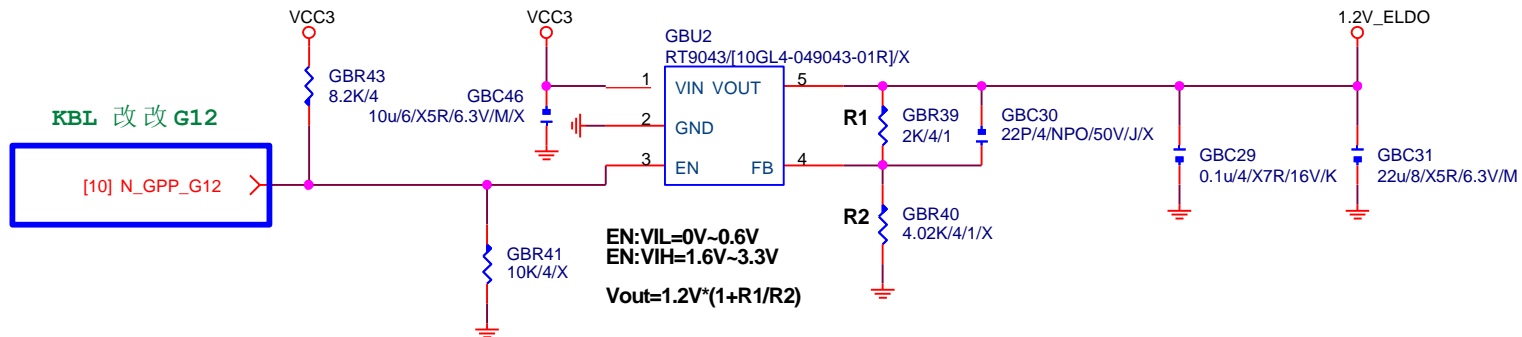 VCC3
GBR43
8.2K/4
KBL 改改G12
[10] N_GPP_G12
GBR41
10K/4/X
VCC3
GBC46
10u/6/X5R/6.3V/M/X
GBU2
RT9043/[10GL4-049043-01R]/X
1
VIN VOUT
5
2
GND
3
EN
FB
4
EN:VIL=0V~0.6V
EN:VIH=1.6V~3.3V
Vout=1.2V*(1+R1/R2)
R1
GBR39
2K/4/1
GBC30
22P/4/NPO/50V/J/X
R2
GBR40
4.02K/4/1/X
GBC29
0.1u/4/X7R/16V/K
1.2V_ELDO
GBC31
22u/8/X5R/6.3V/M